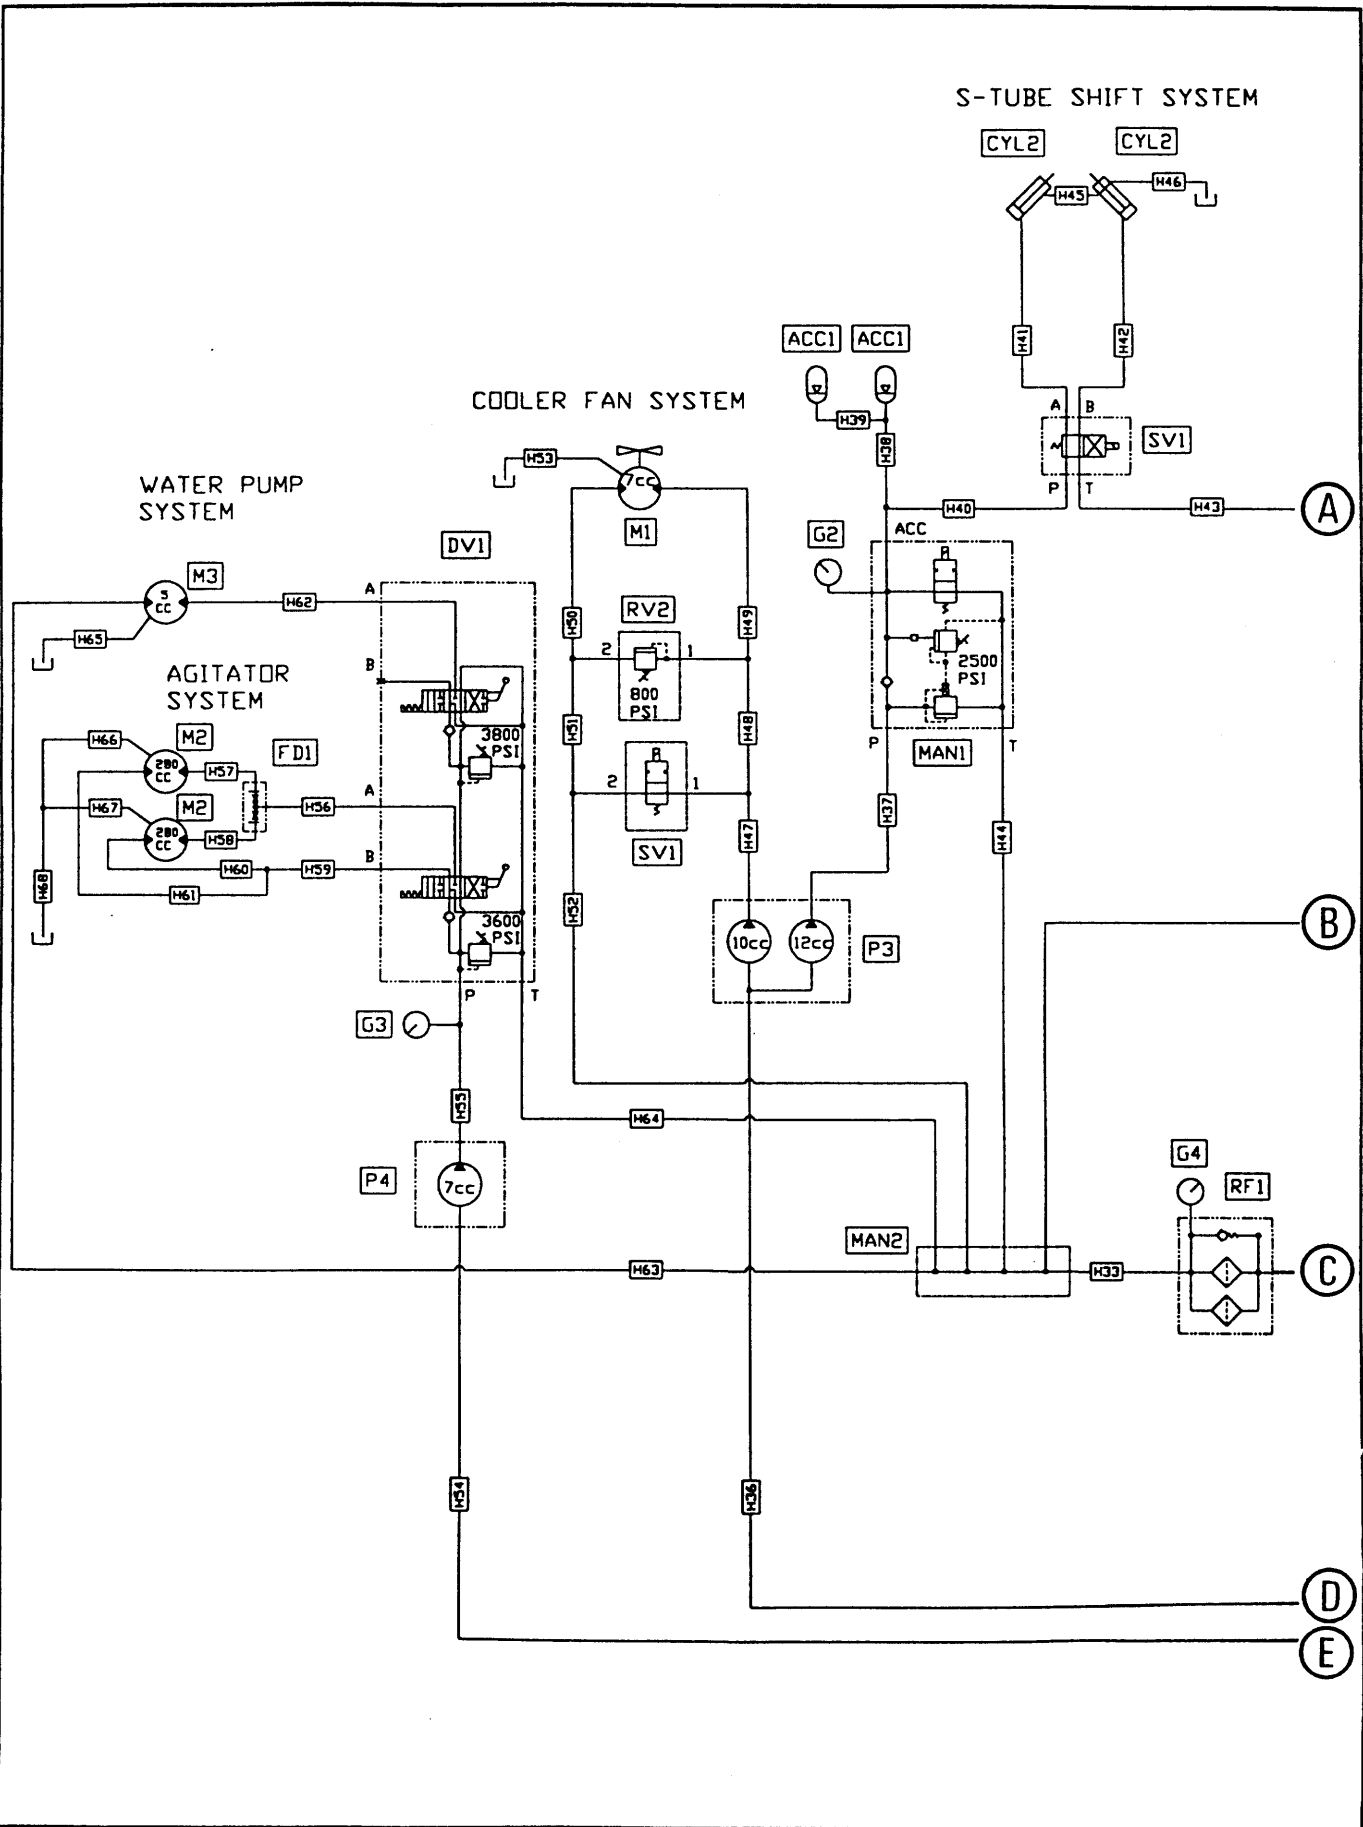 S-TUBE SHIFT SYSTEM
CYL2 CYL2
H45 H46
H41 H42
ACC1 ACC1
H39
H38
A B
SV1
P T
H40 H43 A
COOLER FAN SYSTEM
H53
7cc
M1
WATER PUMP
SYSTEM
DV1
G2
ACC
M3
5
CC
H62
A
H65
H50
RV2
H49
2 1
800
PSI
2500
PSI
B
AGITATOR
SYSTEM
3800
PSI
H66
M2
280
CC
H57
FD1
H51
H48
P
MAN1
T
H67
M2
280
CC
H58
H56
A
2 1
SV1
H47
H37
H44
H60
H59
B
H61
H68
3600
PSI
H52
10cc 12cc
P3
B
P T
G3
H55
H64
P4
7cc
G4
RF1
MAN2
H63
H33
C
H54
H36
D
E